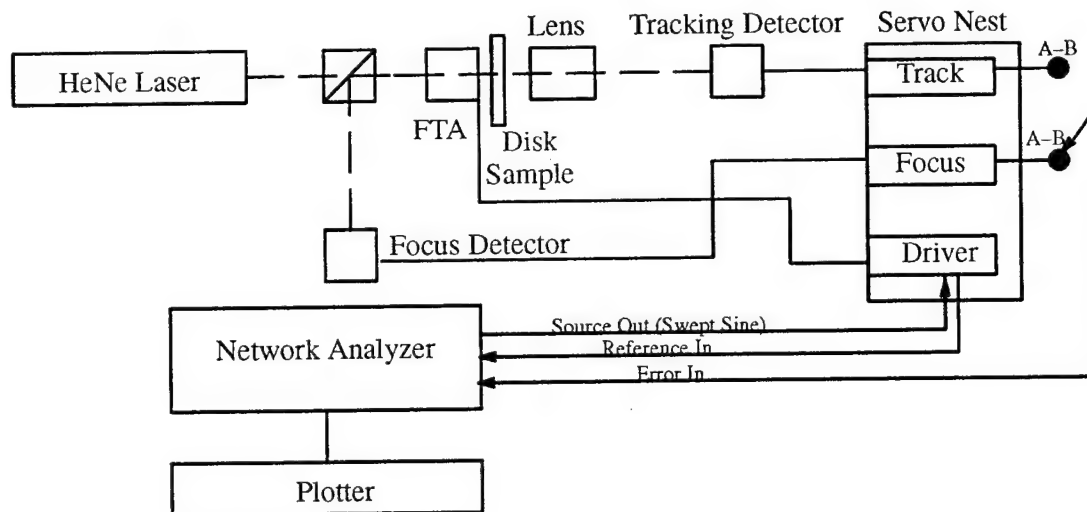 Lens
Tracking Detector
Servo Nest
HeNe Laser
A–B
Track
FTA
Disk
Sample
A–B
Focus
Focus Detector
Driver
Source Out (Swept Sine)
Network Analyzer
Reference In
Error In
Plotter